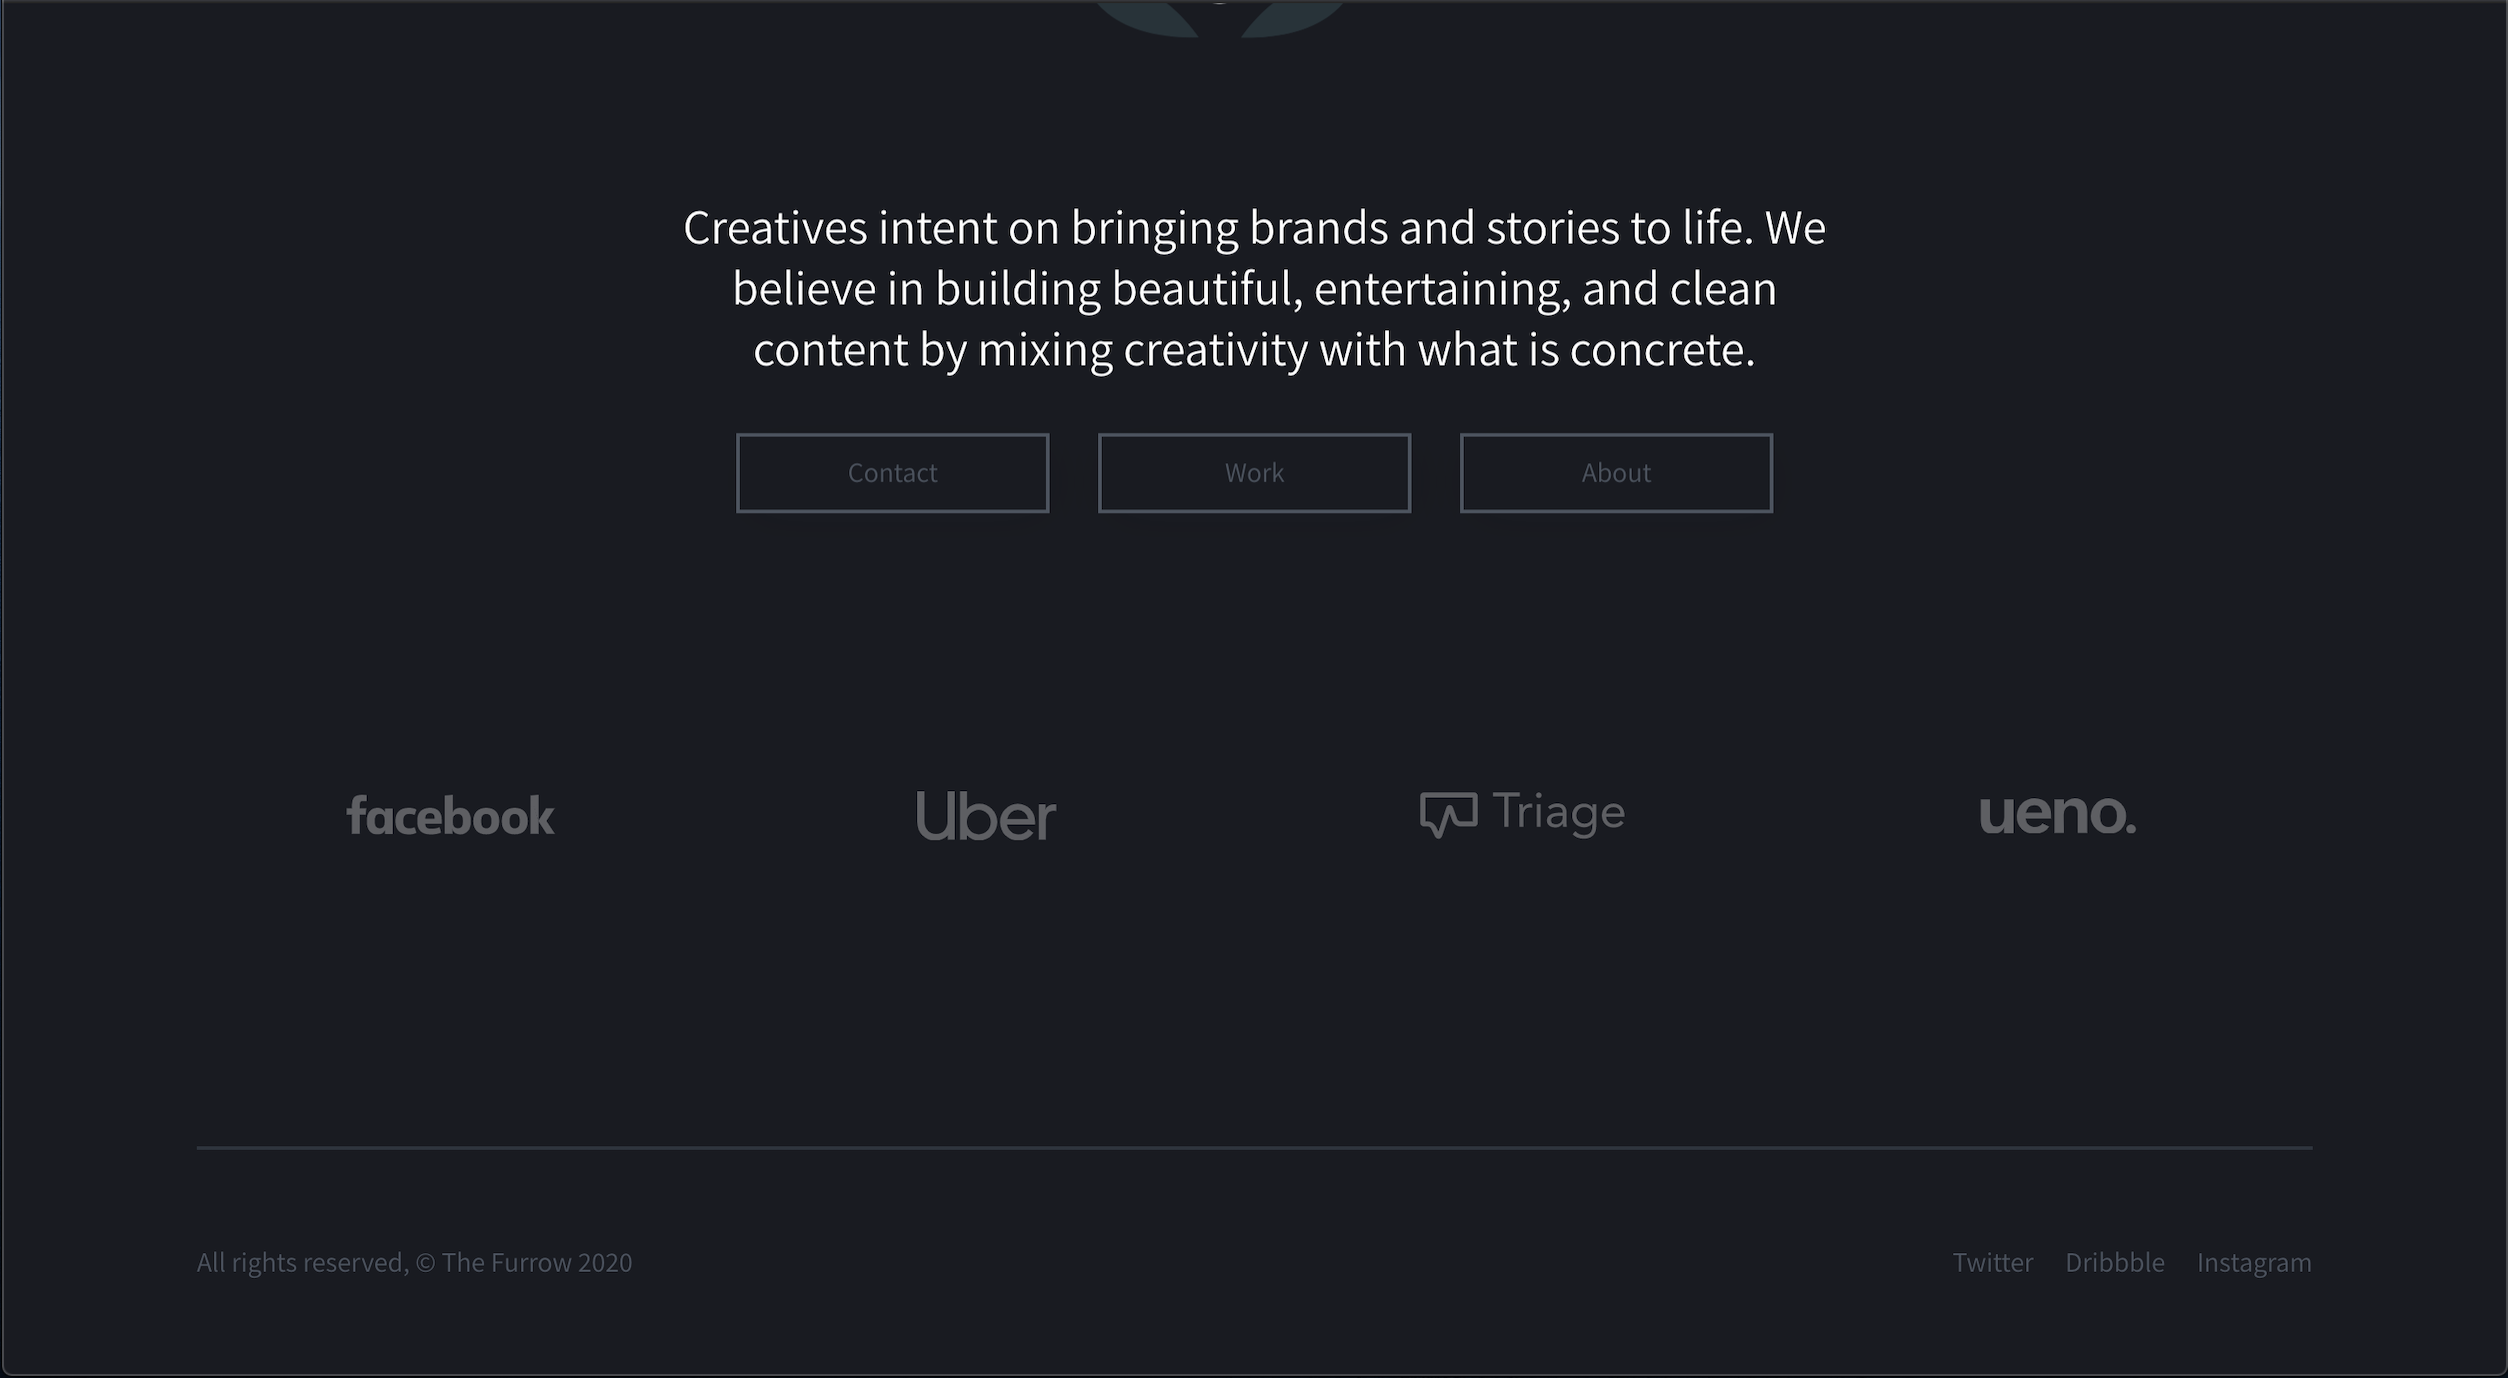 Creatives intent on bringing brands and stories to life. We
believe in building beautiful, entertaining, and clean
content by mixing creativity with what is concrete.
Contact
Work
About
facebook
Uber
Triage
ueno.
All rights reserved, © The Furrow 2020
Twitter
Dribbble
Instagram